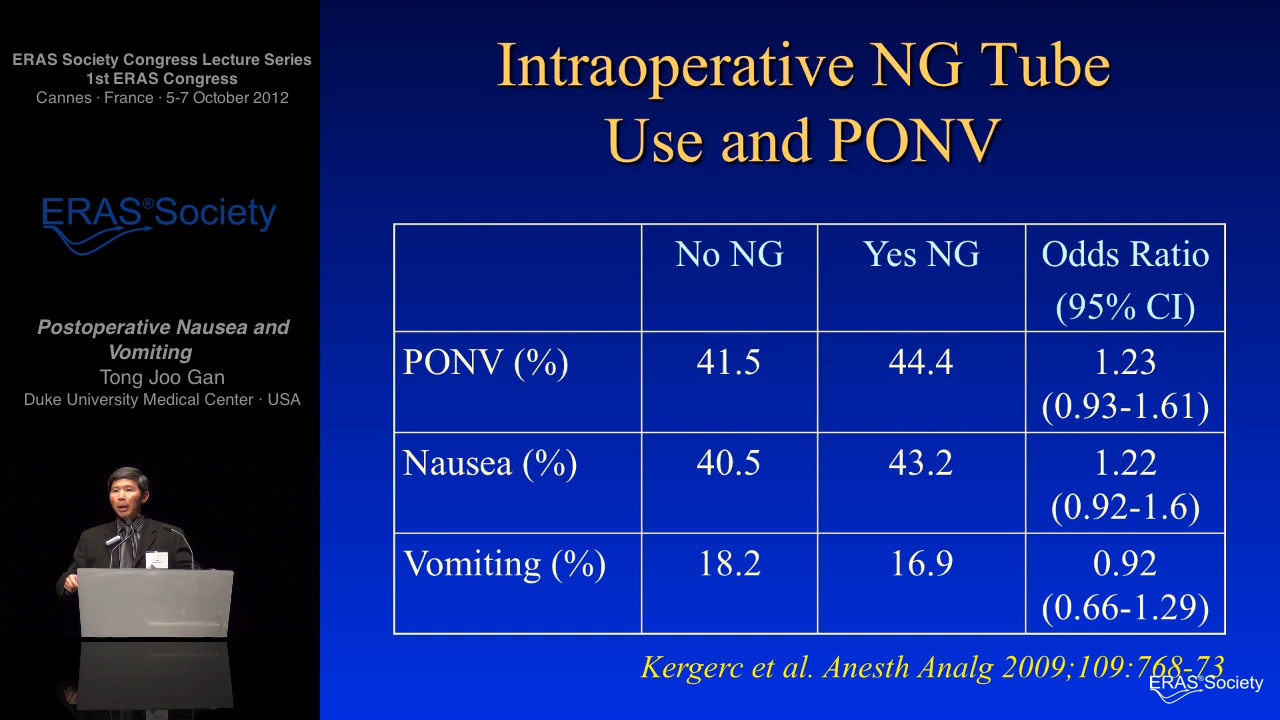 ERAS Society Congress Lecture Series
1st ERAS Congress
Cannes · France · 5-7 October 2012
ERAS®Society
Postoperative Nausea and
Vomiting
Tong Joo Gan
Duke University Medical Center · USA
Intraoperative NG Tube
Use and PONV
No NG Yes NG Odds Ratio
(95% CI)
PONV (%) 41.5 44.4 1.23
(0.93-1.61)
Nausea (%) 40.5 43.2 1.22
(0.92-1.6)
Vomiting (%) 18.2 16.9 0.92
(0.66-1.29)
Kergerc et al. Anesth Analg 2009;109:768-73
ERAS®Society